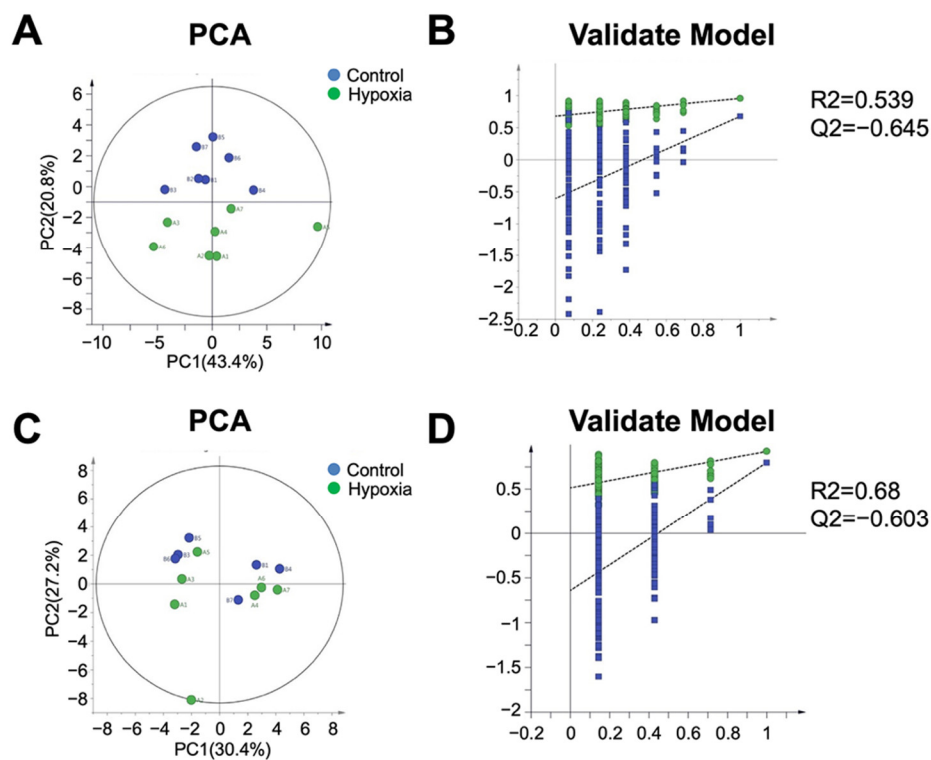 A
PCA
Control
Hypoxia
6
4
2
0
−2
−4
−6
−8
PC2(20.8%)
B5
B7
B6
B2
B1
B3
B4
A7
A3
A4
A6
A2
A1
−10
−5
0
5
10
PC1(43.4%)
B
Validate Model
R2=0.539
Q2=−0.645
1
0.5
0
−0.5
−1
−1.5
−2
−2.5
−0.2
0
0.2
0.4
0.6
0.8
1
C
PCA
Control
Hypoxia
8
6
4
2
0
−2
−4
−6
−8
PC2(27.2%)
B5
B6
B3
A5
A3
A1
B1
B4
A6
A7
B7
A4
A2
−8
−6
−4
−2
0
2
4
6
8
PC1(30.4%)
D
Validate Model
R2=0.68
Q2=−0.603
0.5
0
−0.5
−1
−1.5
−2
−0.2
0
0.2
0.4
0.6
0.8
1